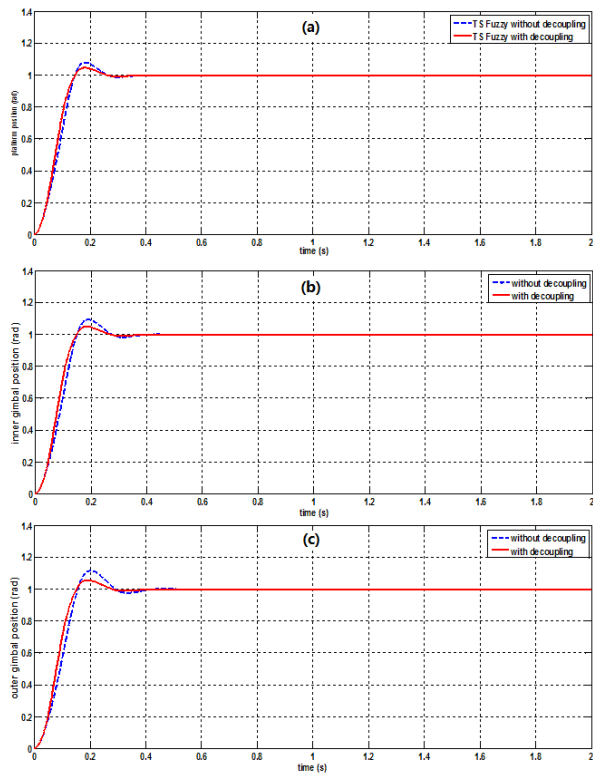 (a)
TS Fuzzy without decoupling
TS Fuzzy with decoupling
platform position (rad)
1.4
1.2
1
0.8
0.6
0.4
0.2
0
0 0.2 0.4 0.6 0.8 1 1.2 1.4 1.6 1.8 2
time (s)
(b)
without decoupling
with decoupling
inner gimbal position (rad)
1.4
1.2
1
0.8
0.6
0.4
0.2
0
0 0.2 0.4 0.6 0.8 1 1.2 1.4 1.6 1.8 2
time (s)
(c)
without decoupling
with decoupling
outer gimbal position (rad)
1.4
1.2
1
0.8
0.6
0.4
0.2
0
0 0.2 0.4 0.6 0.8 1 1.2 1.4 1.6 1.8 2
time (s)